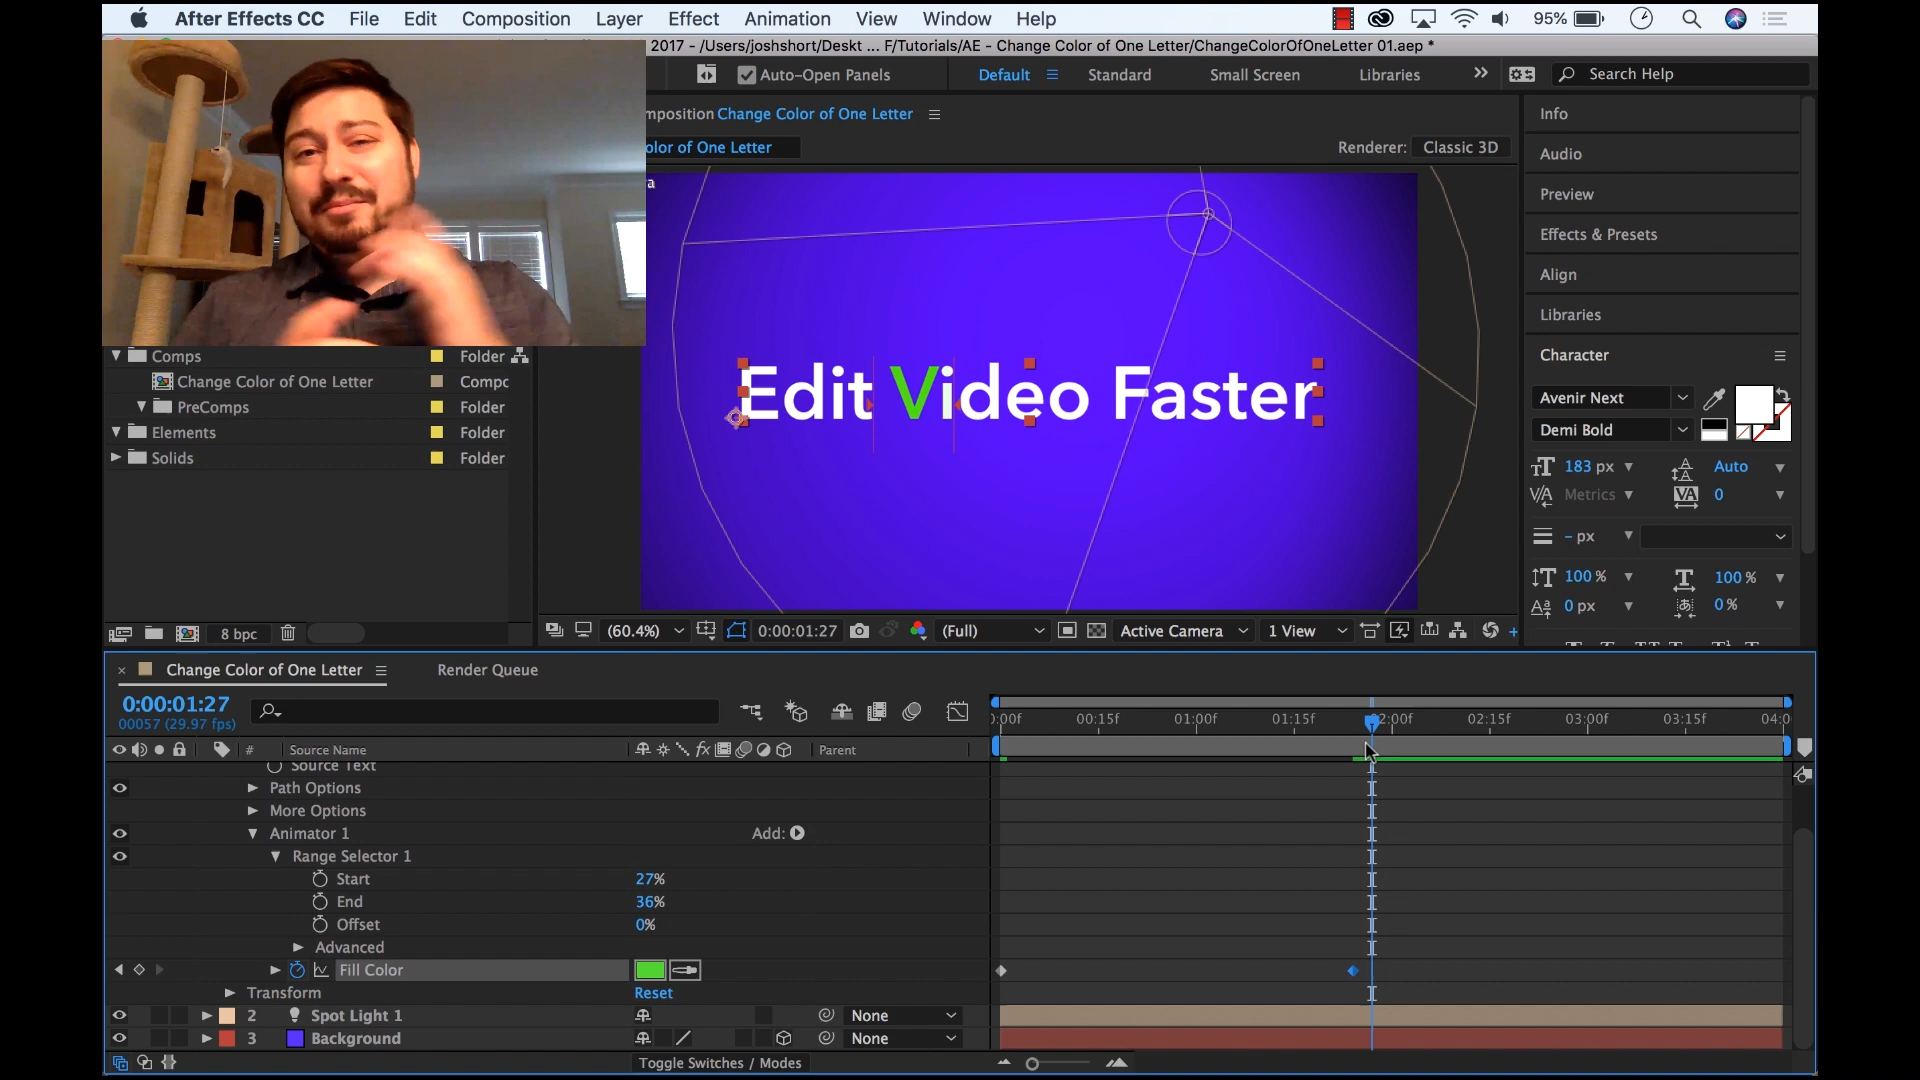 After Effects CC File Edit Composition Layer Effect Animation View Window Help 95%
2017 - /Users/joshshort/Deskt ... F/Tutorials/AE - Change Color of One Letter/ChangeColorOfOneLetter 01.aep *
Auto-Open Panels Default Standard Small Screen Libraries Search Help
mposition Change Color of One Letter
olor of One Letter Renderer: Classic 3D
a
Edit Video Faster
Info
Audio
Preview
Effects & Presets
Align
Libraries
Character
Avenir Next
Demi Bold
183 px Auto
Metrics 0
- px
100 % 100 %
0 px 0 %
Comps Folder
Change Color of One Letter Compo
PreComps Folder
Elements Folder
Solids Folder
8 bpc
(60.4%) 0:00:01:27 (Full) Active Camera 1 View
Change Color of One Letter Render Queue
0:00:01:27
00057 (29.97 fps)
:00f 00:15f 01:00f 01:15f 02:00f 02:15f 03:00f 03:15f 04:0
# Source Name fx Parent
Source Text
Path Options
More Options
Animator 1 Add:
Range Selector 1
Start 27%
End 36%
Offset 0%
Advanced
Fill Color
Transform Reset
2 Spot Light 1 None
3 Background None
Toggle Switches / Modes